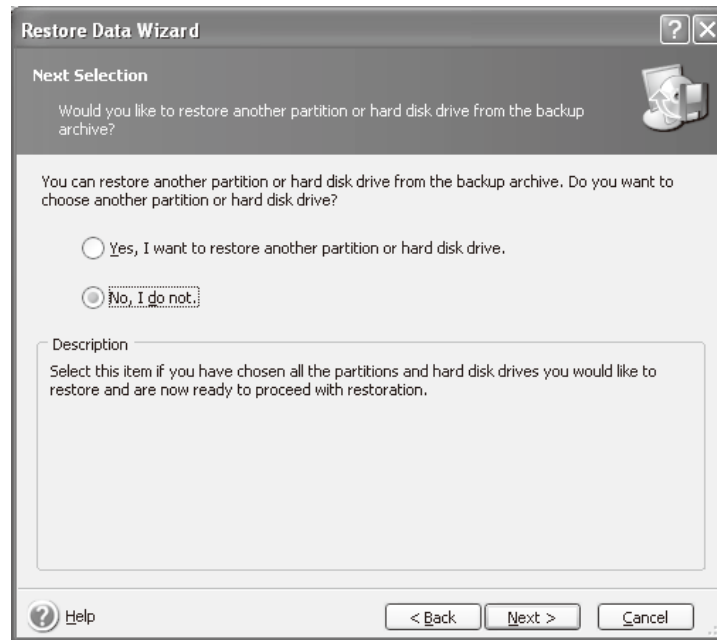 Restore Data Wizard
Next Selection
Would you like to restore another partition or hard disk drive from the backup
archive?
You can restore another partition or hard disk drive from the backup archive. Do you want to
choose another partition or hard disk drive?
Yes, I want to restore another partition or hard disk drive.
No, I do not.
Description
Select this item if you have chosen all the partitions and hard disk drives you would like to
restore and are now ready to proceed with restoration.
Help
< Back
Next >
Cancel